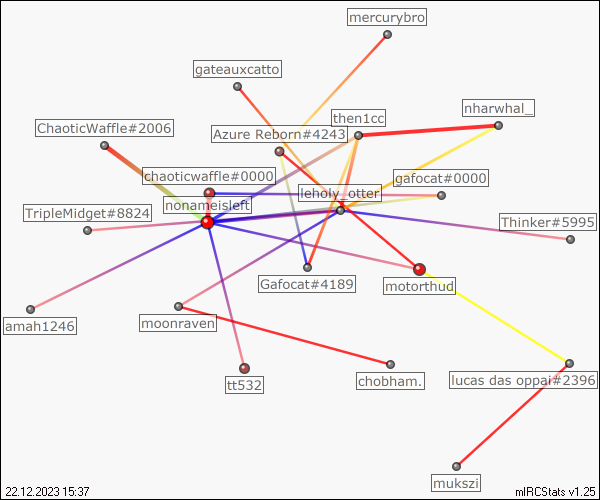 mercurybro
gateauxcatto
nharwhal_
then1cc
ChaoticWaffle#2006
Azure Reborn#4243
chaoticwaffle#0000
gafocat#0000
leholy_otter
nonameisleft
TripleMidget#8824
Thinker#5995
Gafocat#4189
motorthud
amah1246
moonraven
tt532
chobham.
lucas das oppai#2396
mukszi
22.12.2023 15:37
mIRCStats v1.25